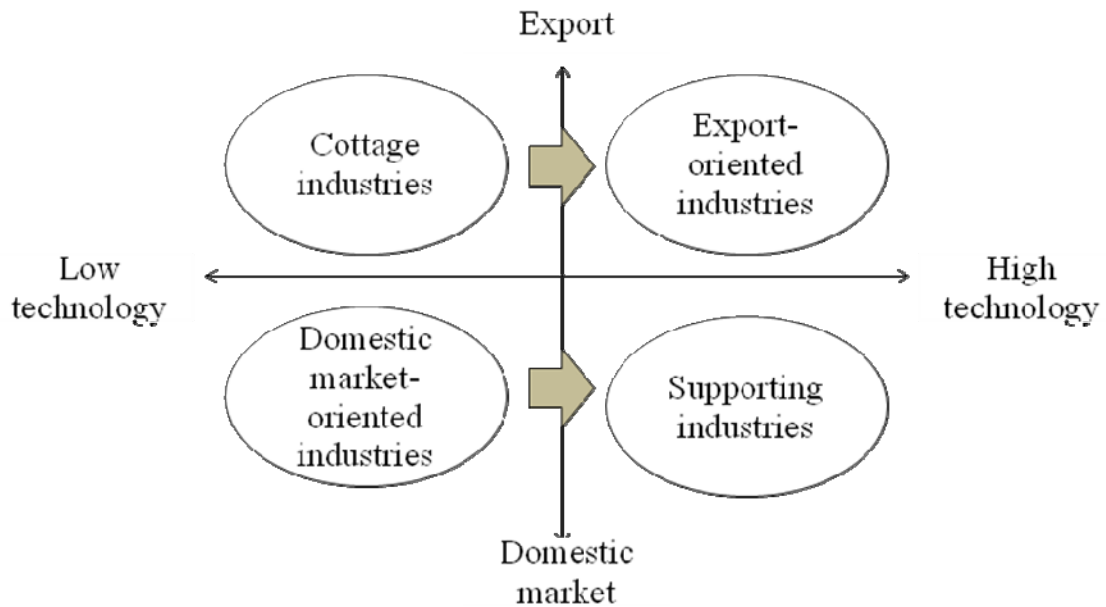 Export
Cottage
industries
Export-
oriented
industries
Low
technology
High
technology
Domestic
market-
oriented
industries
Supporting
industries
Domestic
market